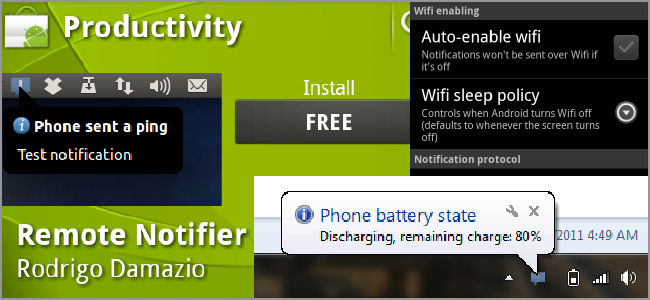 Productivity
Phone sent a ping
Test notification
Install
FREE
Wifi enabling
Auto-enable wifi
Notifications won't be sent over Wifi if
it's off
Wifi sleep policy
Controls when Android turns Wifi off
(defaults to whenever the screen turns
off)
Notification protocol
Remote Notifier
Rodrigo Damazio
Phone battery state
Discharging, remaining charge: 80%
2011 4:49 AM